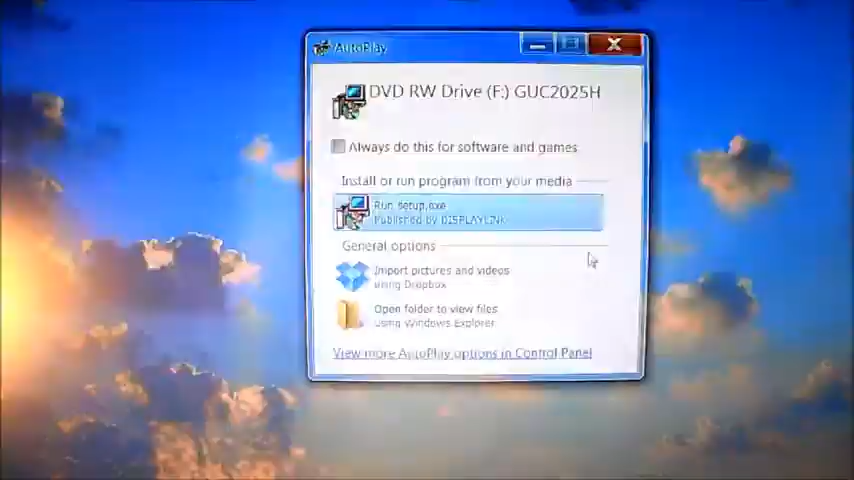 AutoPlay
DVD RW Drive (F:) GUC2025H
Always do this for software and games
Install or run program from your media
Run setup.exe
Published by DISPLAYLINK
General options
Import pictures and videos
using Dropbox
Open folder to view files
using Windows Explorer
View more AutoPlay options in Control Panel